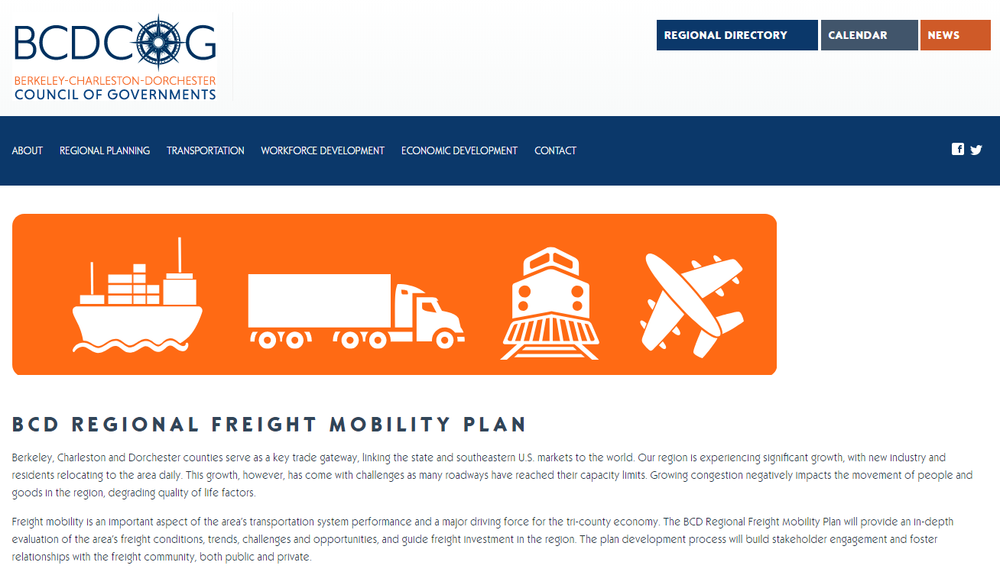 BCDCOG
BERKELEY-CHARLESTON-DORCHESTER
COUNCIL OF GOVERNMENTS
REGIONAL DIRECTORY
CALENDAR
NEWS
ABOUT
REGIONAL PLANNING
TRANSPORTATION
WORKFORCE DEVELOPMENT
ECONOMIC DEVELOPMENT
CONTACT
BCD REGIONAL FREIGHT MOBILITY PLAN
Berkeley, Charleston and Dorchester counties serve as a key trade gateway, linking the state and southeastern U.S. markets to the world. Our region is experiencing significant growth, with new industry and
residents relocating to the area daily. This growth, however, has come with challenges as many roadways have reached their capacity limits. Growing congestion negatively impacts the movement of people and
goods in the region, degrading quality of life factors.
Freight mobility is an important aspect of the area's transportation system performance and a major driving force for the tri-county economy. The BCD Regional Freight Mobility Plan will provide an in-depth
evaluation of the area's freight conditions, trends, challenges and opportunities, and guide freight investment in the region. The plan development process will build stakeholder engagement and foster
relationships with the freight community, both public and private.